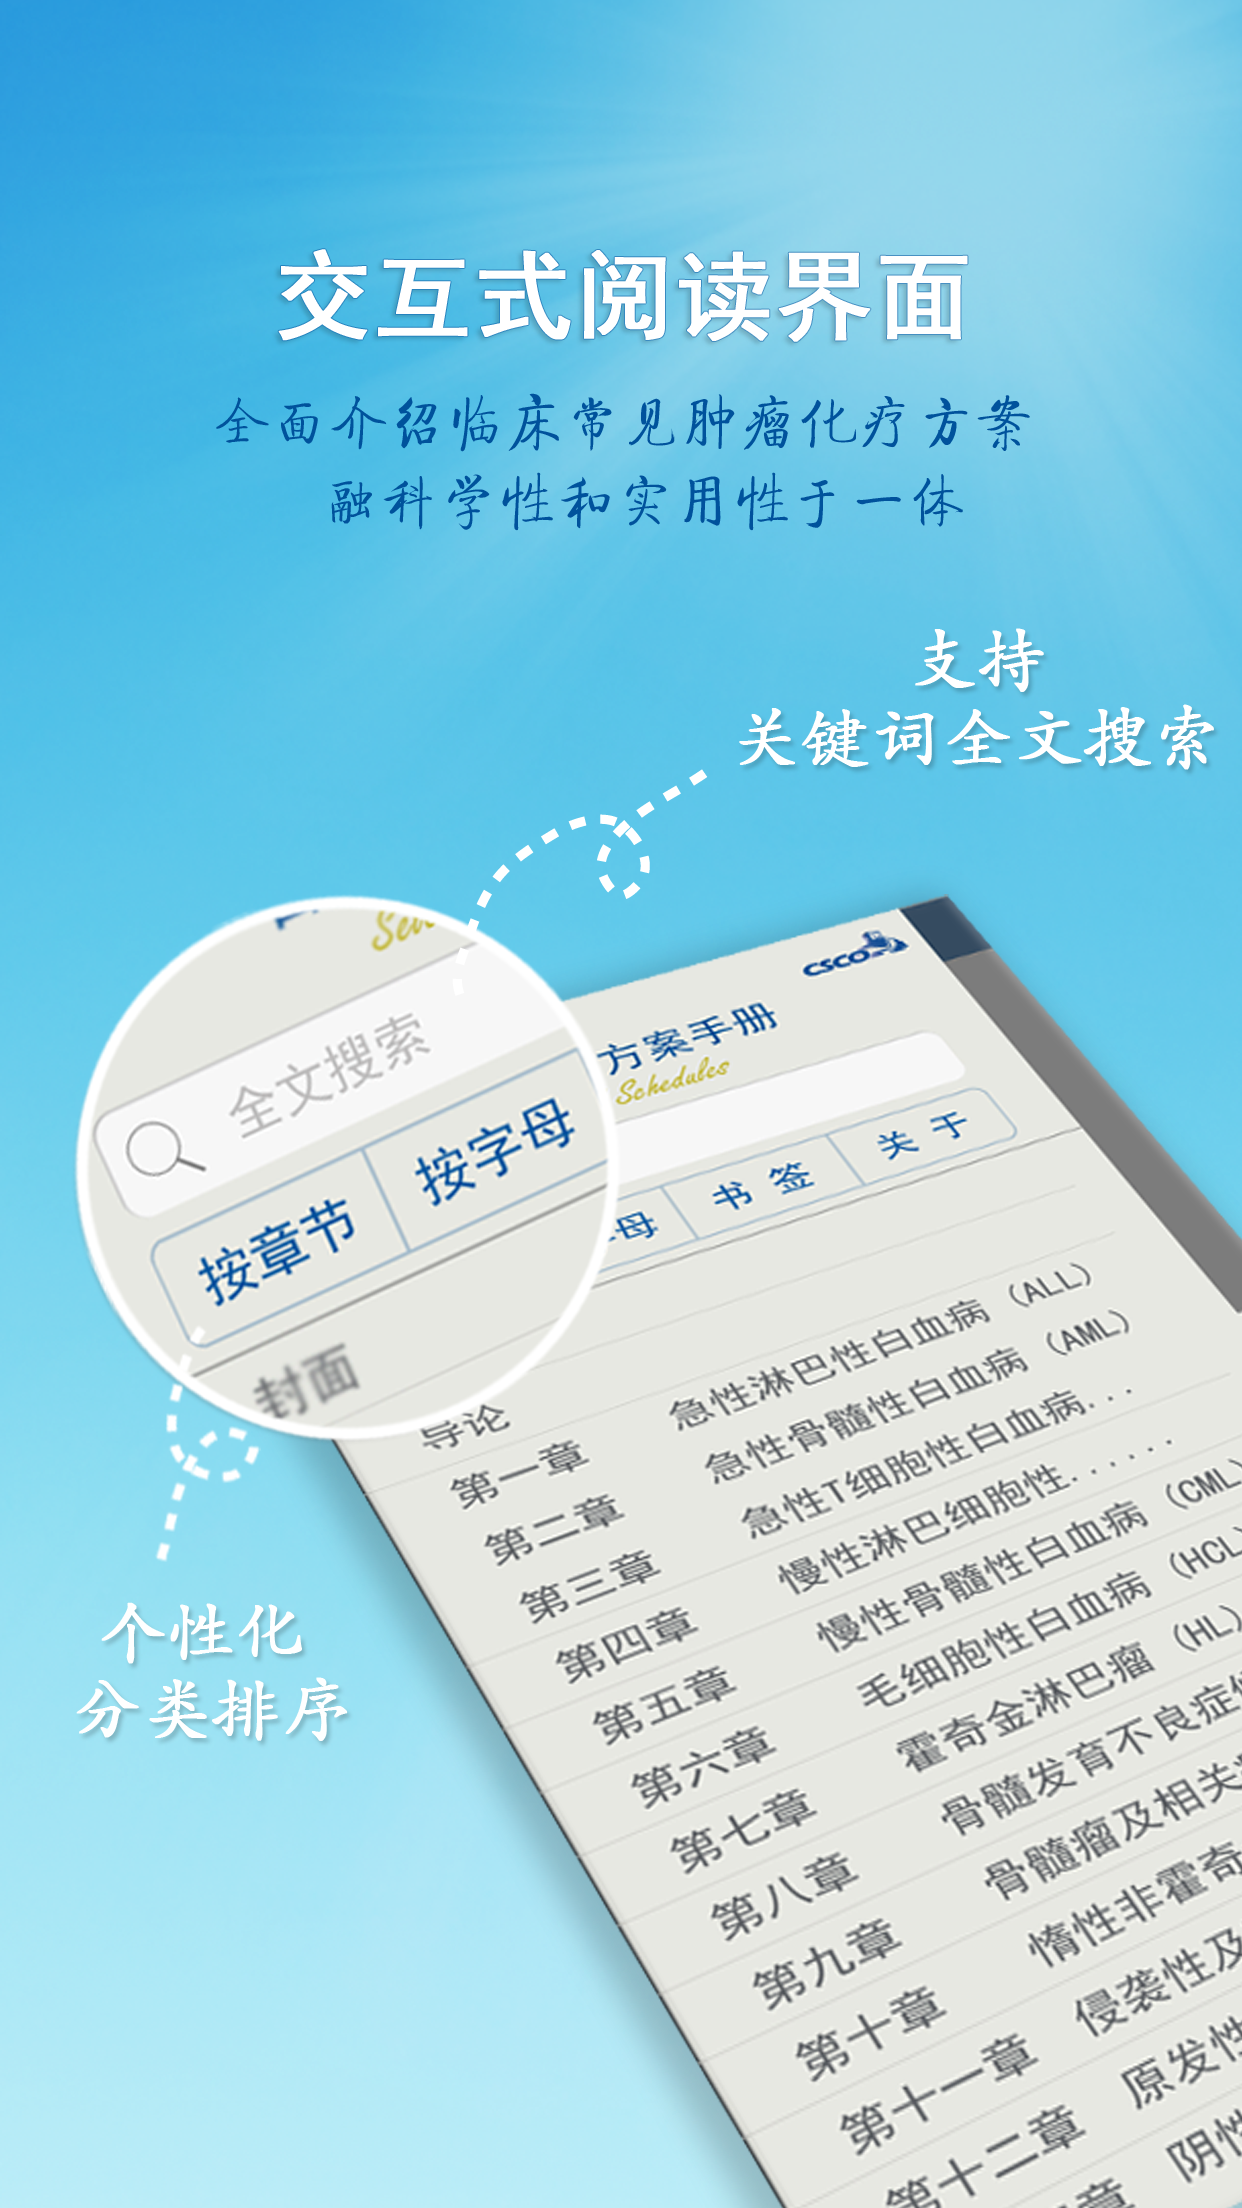 交互式阅读界面
全面介绍临床常见肿瘤化疗方案
融科学性和实用性于一体
支持
关键词全文搜索
CSCO
方案手册
Schedules
全文搜索
按章节 按字母
母 书签 关于
封面
导论
第一章 急性淋巴性白血病（ALL）
第二章 急性骨髓性白血病（AML）
第三章 急性T细胞性白血病...
第四章 慢性淋巴细胞性......
第五章 慢性骨髓性白血病（CML）
第六章 毛细胞性白血病（HCL）
第七章 霍奇金淋巴瘤（HL）
第八章 骨髓发育不良症
第九章 骨髓瘤及相关
第十章 惰性非霍奇
第十一章 侵袭性及
第十二章 原发性
章 阴性
个性化
分类排序